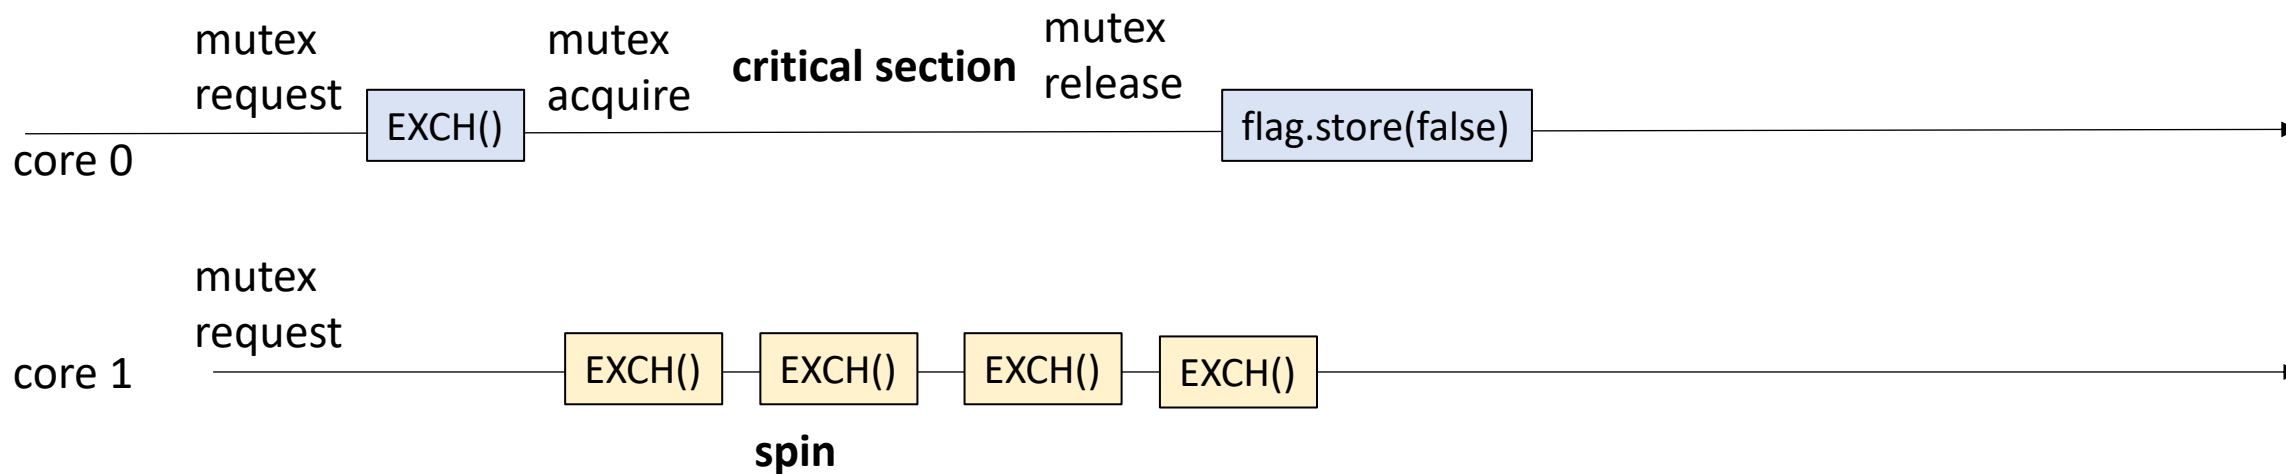 mutex
request
EXCH()
mutex
acquire
critical section
mutex
release
flag.store(false)
core 0
mutex
request
core 1
EXCH()
EXCH()
EXCH()
EXCH()
spin